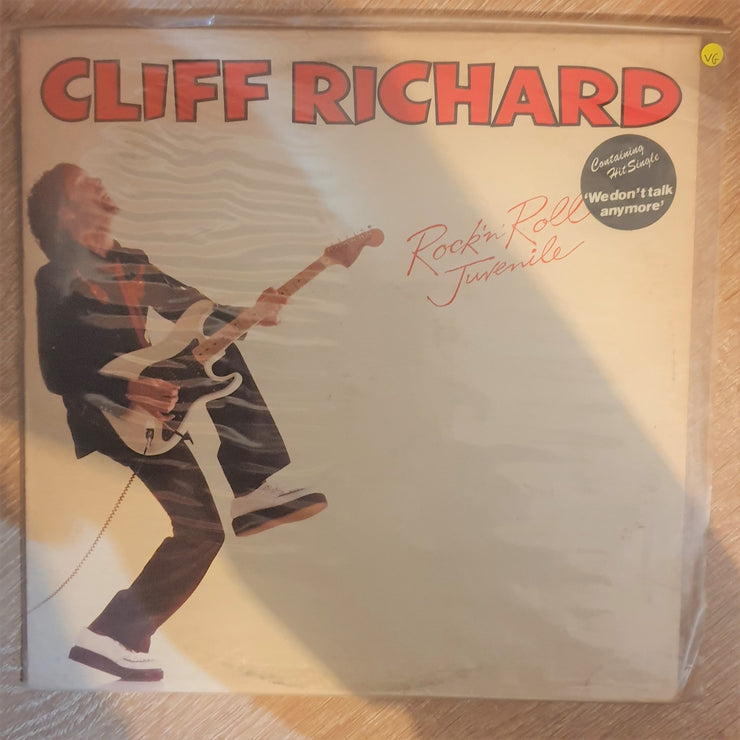 CLIFF RICHARD
VG
Containing
Hit Single
'We don't talk
anymore'
Rock 'n' Roll
Juvenile